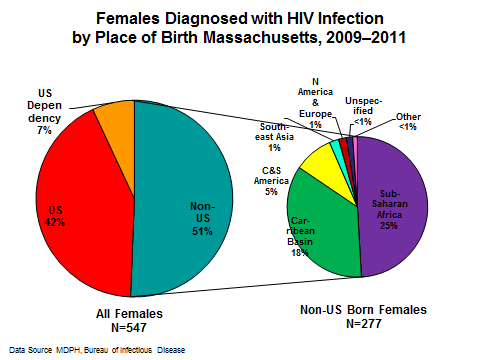 Females Diagnosed with HIV Infection
by Place of Birth Massachusetts, 2009–2011
US
Depen
dency
7%
US
42%
Non-
US
51%
All Females
N=547
N
America
&
Europe
1%
Unspec-
ified
<1%
Other
<1%
South-
east Asia
1%
C&S
America
5%
Car-
ribean
Basin
18%
Sub-
Saharan
Africa
25%
Non-US Born Females
N=277
Data Source MDPH, Bureau of Infectious Disease